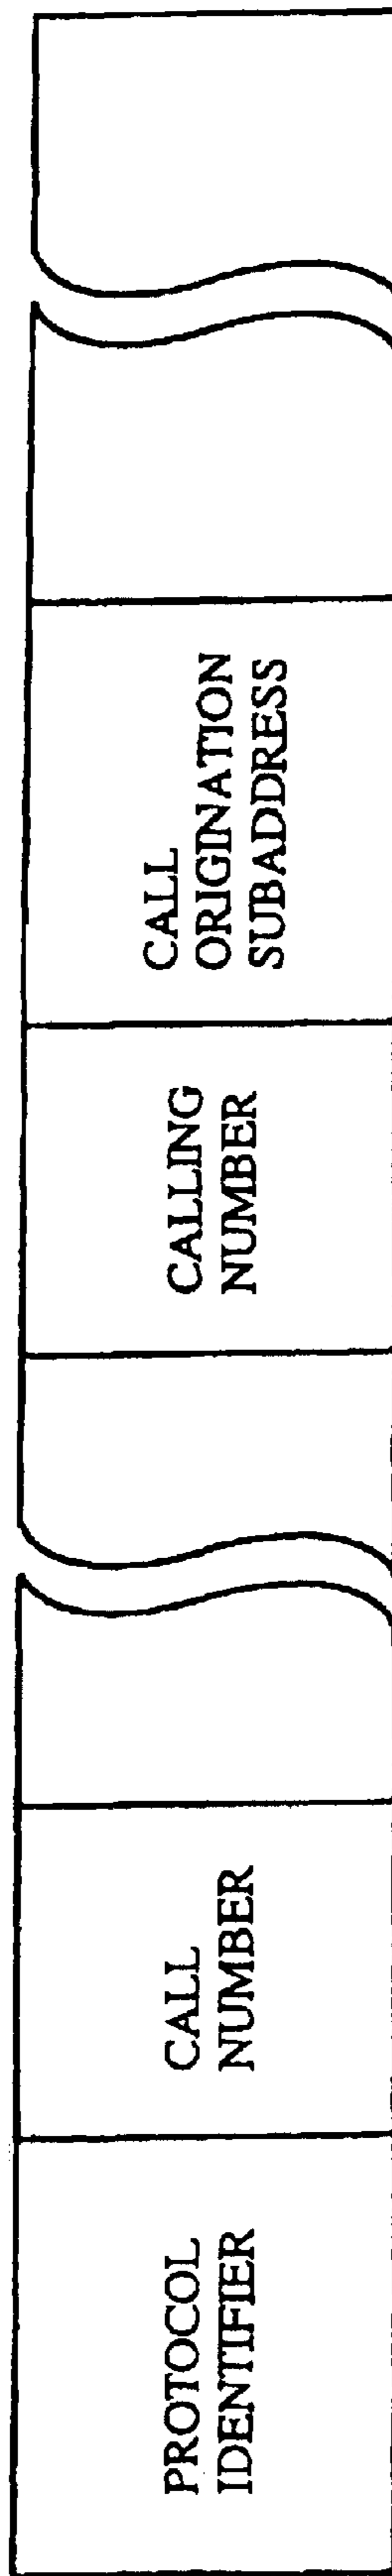 PROTOCOL
IDENTIFIER
CALL
NUMBER
CALLING
NUMBER
CALL
ORIGINATION
SUBADDRESS